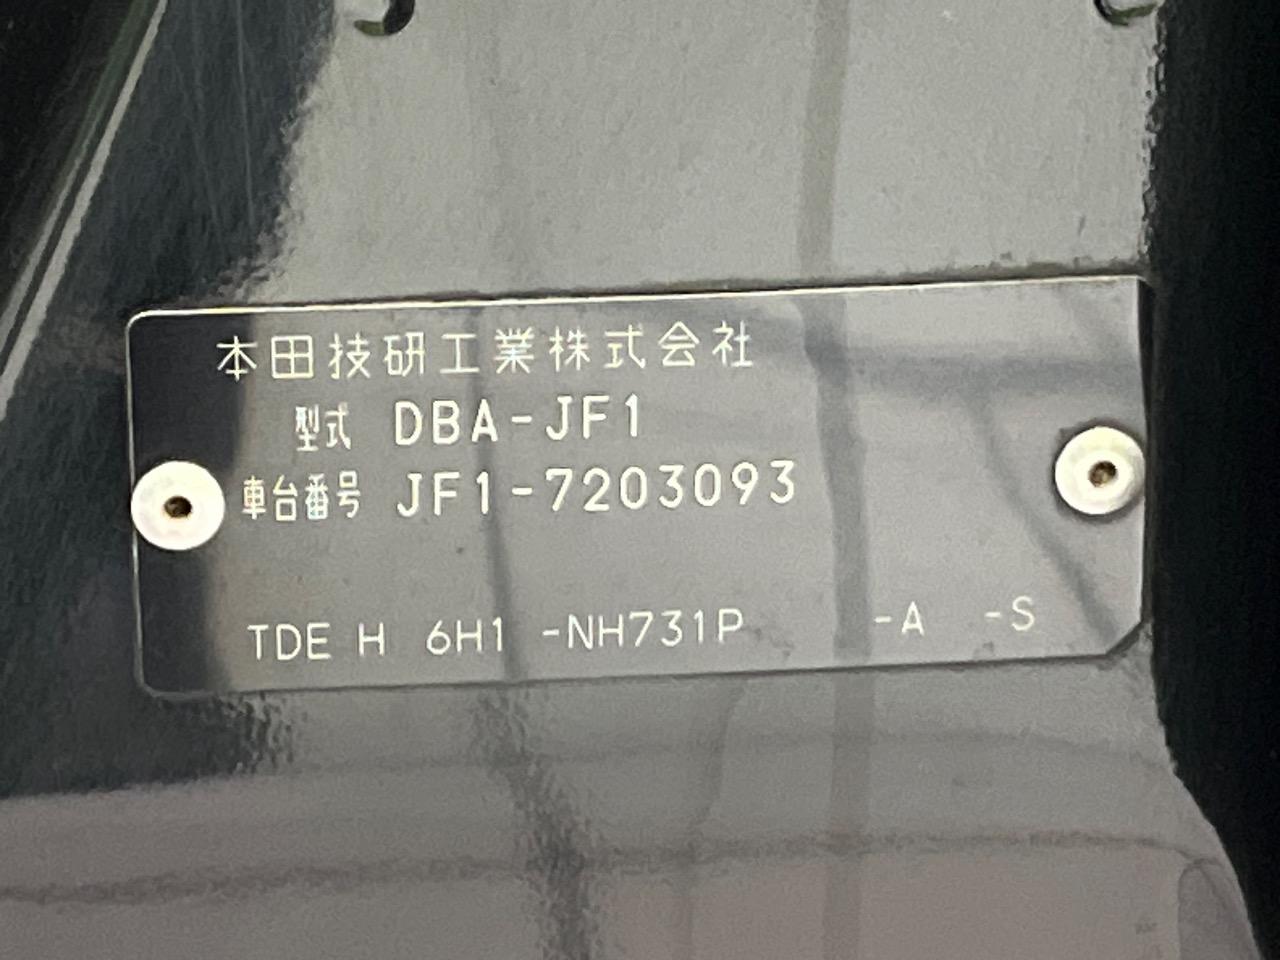 本田技研工業株式会社
型式 DBA-JF1
車台番号 JF1-7203093
TDE H 6H1 -NH731P -A -S